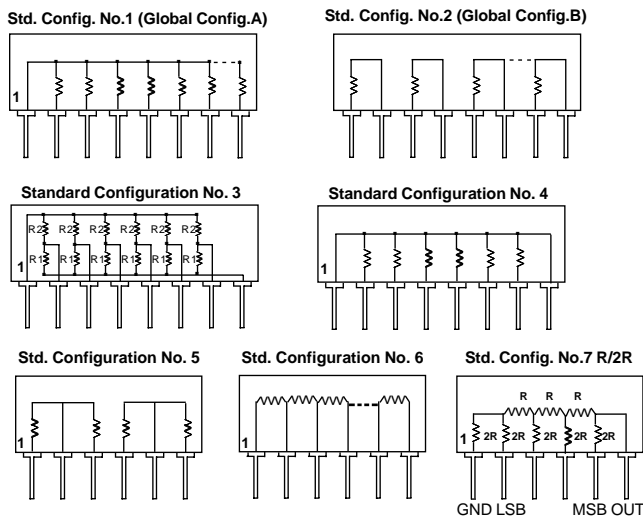 Std. Config. No.1 (Global Config.A)
Std. Config. No.2 (Global Config.B)
1
1
Standard Configuration No. 3
Standard Configuration No. 4
R2 R2 R2 R2 R2 R2
R1 R1 R1 R1 R1 R1
1
1
Std. Configuration No. 5
Std. Configuration No. 6
Std. Config. No.7 R/2R
R R R
1
1
1 2R 2R 2R 2R 2R
GND LSB MSB OUT